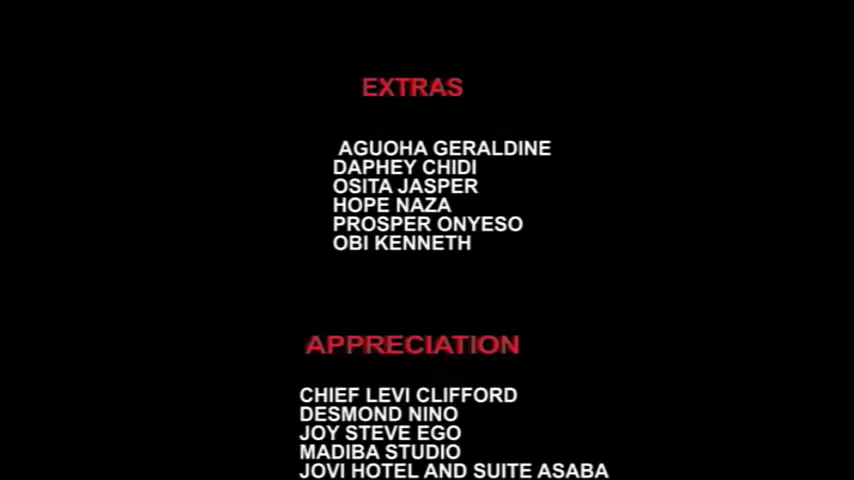 EXTRAS
AGUOHA GERALDINE
DAPHEY CHIDI
OSITA JASPER
HOPE NAZA
PROSPER ONYESO
OBI KENNETH
APPRECIATION
CHIEF LEVI CLIFFORD
DESMOND NINO
JOY STEVE EGO
MADIBA STUDIO
JOVI HOTEL AND SUITE ASABA